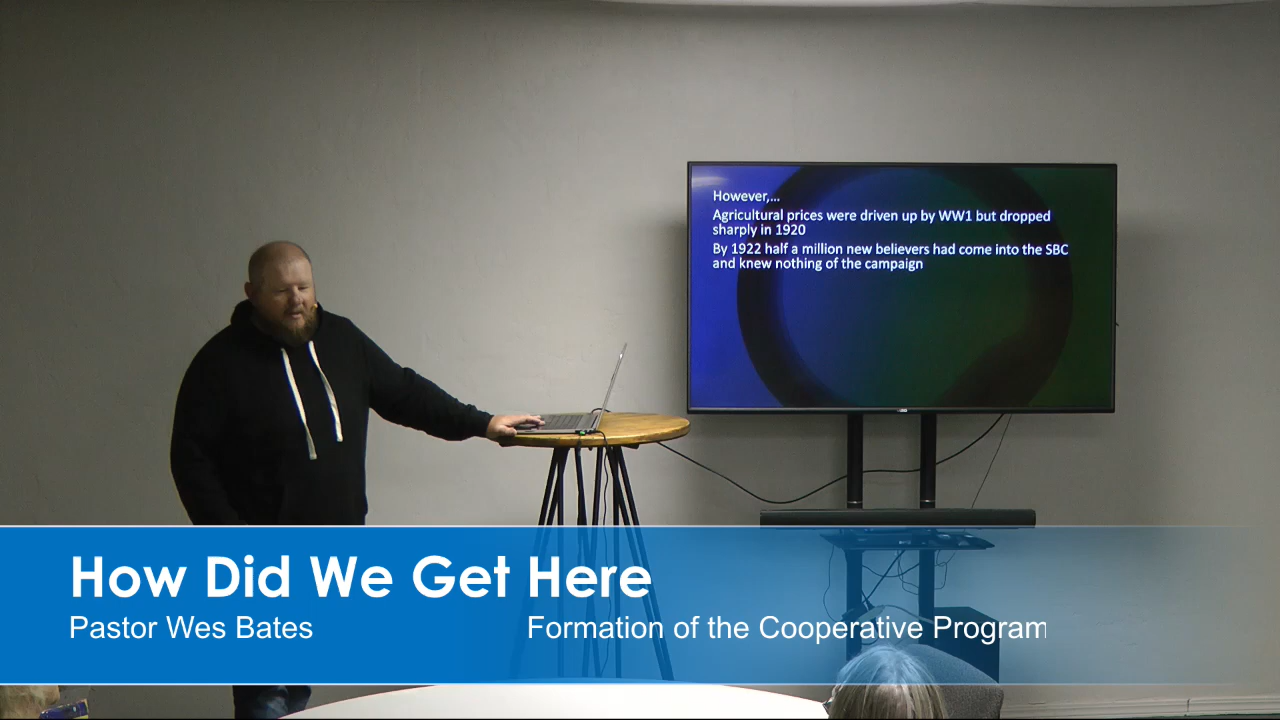 However,...
Agricultural prices were driven up by WW1 but dropped
sharply in 1920
By 1922 half a million new believers had come into the SBC
and knew nothing of the campaign
How Did We Get Here
Pastor Wes Bates
Formation of the Cooperative Program